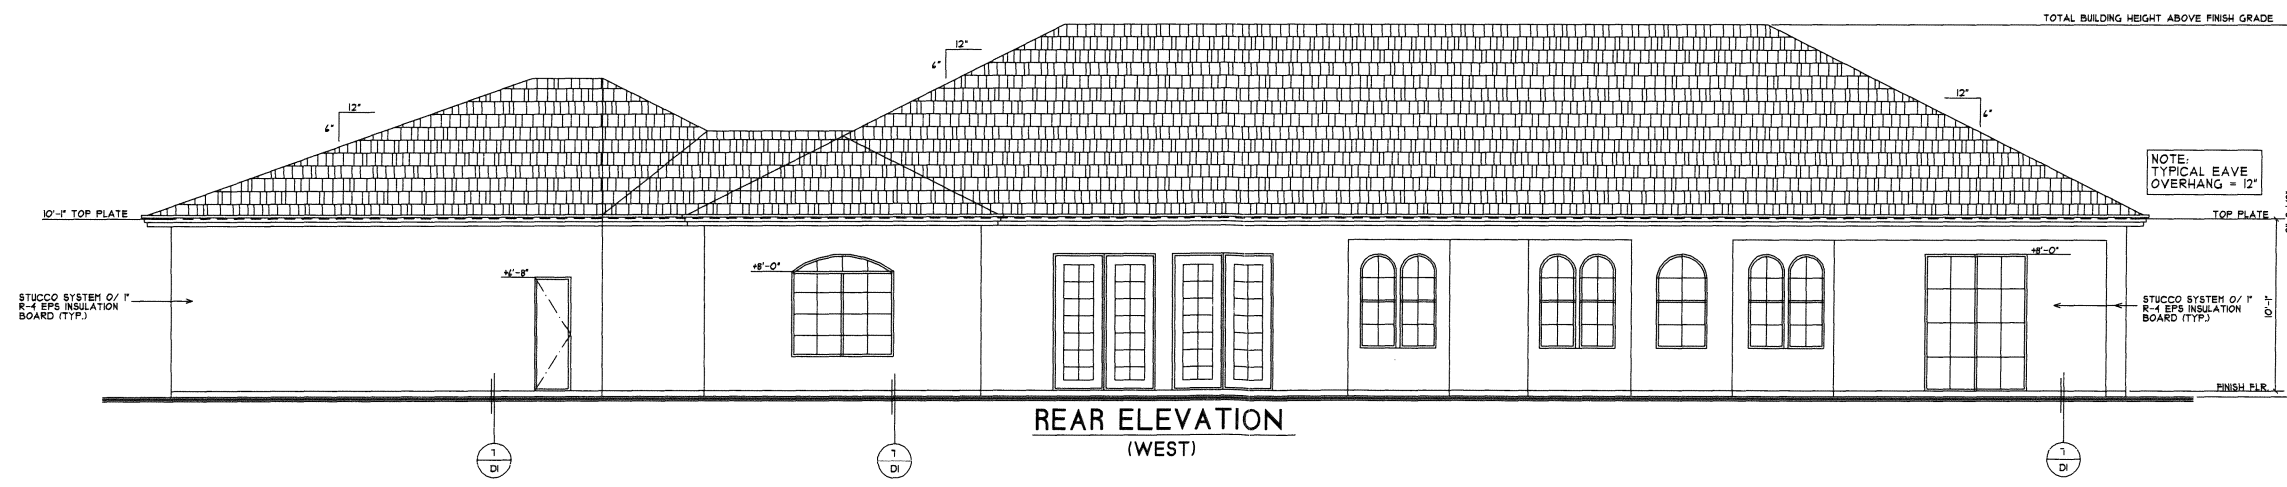 TOTAL BUILDING HEIGHT ABOVE FINISH GRADE
12"
6"
12"
6"
12"
6"
NOTE:
TYPICAL EAVE
OVERHANG = 12"
10'-1" TOP PLATE
TOP PLATE
+6'-8"
+8'-0"
+8'-0"
STUCCO SYSTEM O/ 1"
R-4 EPS INSULATION
BOARD (TYP.)
STUCCO SYSTEM O/ 1"
R-4 EPS INSULATION
BOARD (TYP.)
10'-1"
FINISH FLR.
REAR ELEVATION
(WEST)
1
D1
1
D1
1
D1